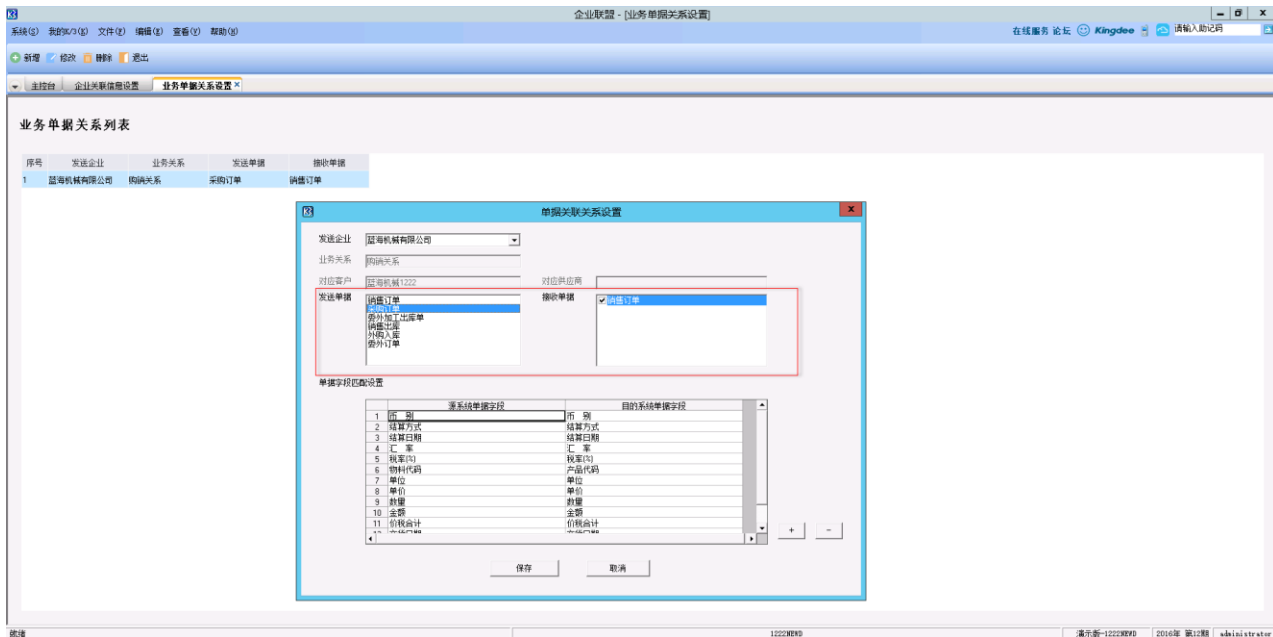 企业联盟 - [业务单据关系设置]
系统(S) 我的K/3(K) 文件(F) 编辑(E) 查看(V) 帮助(H) 在线服务 论坛 Kingdee 请输入助记码
新增 修改 删除 退出
主控台 企业关联信息设置 业务单据关系设置 ×
业务单据关系列表
序号 发送企业 业务关系 发送单据 接收单据
1 蓝海机械有限公司 购销关系 采购订单 销售订单
单据关联关系设置
发送企业 蓝海机械有限公司
业务关系 购销关系
对应客户 蓝海机械1222 对应供应商
发送单据 销售订单 接收单据 销售订单
采购订单
委外加工出库单
销售出库
外购入库
委外订单
单据字段匹配设置
源系统单据字段 目的系统单据字段
1 币 别 币 别
2 结算方式 结算方式
3 结算日期 结算日期
4 汇 率 汇 率
5 税率(%) 税率(%)
6 物料代码 产品代码
7 单位 单位
8 单价 单价
9 数量 数量
10 金额 金额
11 价税合计 价税合计
+ -
保存 取消
就绪 1222NEWD 演示版-1222NEWD 2016年 第12期 administrator